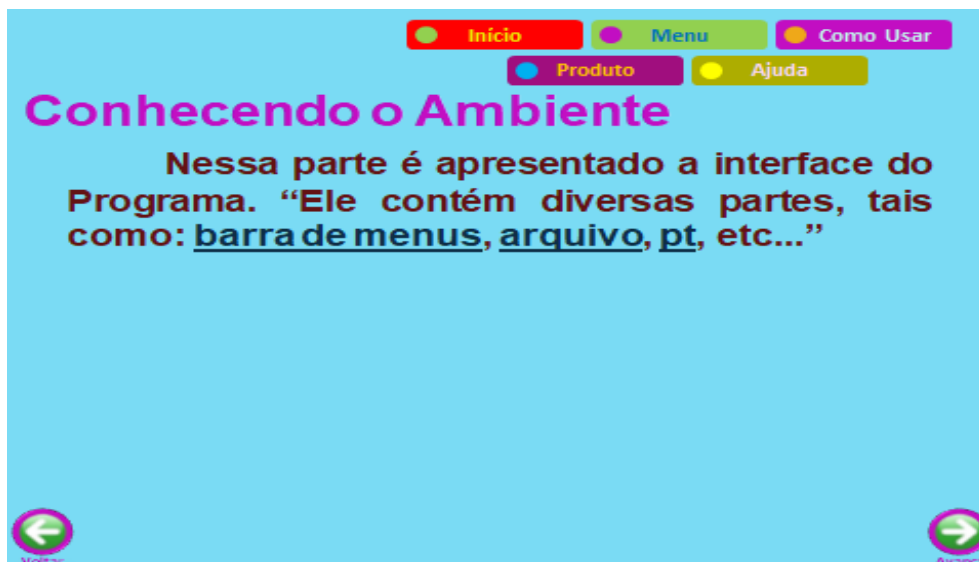 Início Menu Como Usar
Produto Ajuda
Conhecendo o Ambiente
Nessa parte é apresentado a interface do
Programa. “Ele contém diversas partes, tais
como: barra de menus, arquivo, pt, etc...”